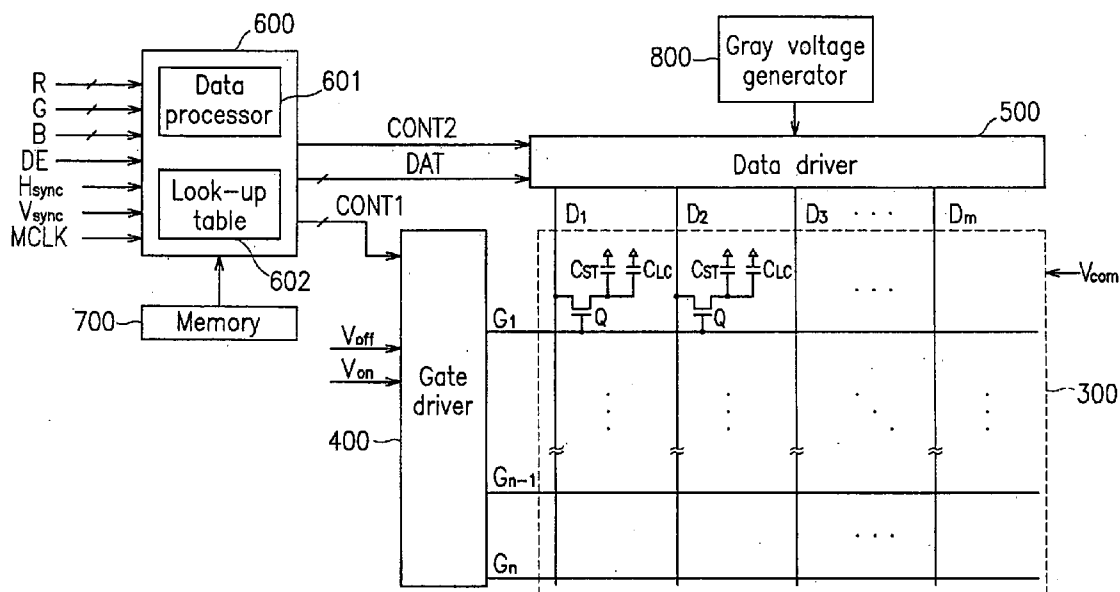 600
R
G
B
DE
Hsync
Vsync
MCLK
Data
processor
601
Look-up
table
602
700
Memory
CONT2
DAT
CONT1
800
Gray voltage
generator
500
Data driver
D1
D2
D3
. . .
Dm
CST
CLC
CST
CLC
Q
Q
. . .
Vcom
G1
Voff
Von
Gate
driver
400
300
Gn-1
Gn
. . .